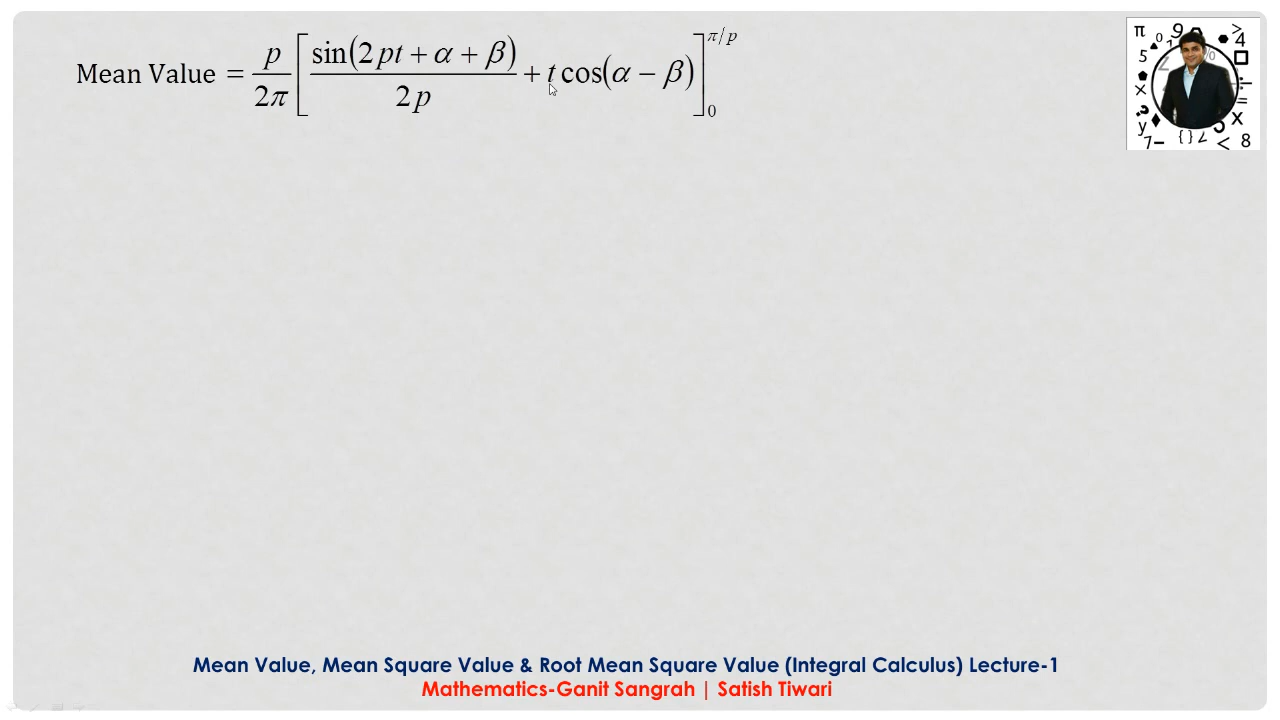 Mean Value = p/2π [ sin(2pt + α + β)/2p + t cos(α − β) ]₀^π/p
Mean Value, Mean Square Value & Root Mean Square Value (Integral Calculus) Lecture-1
Mathematics-Ganit Sangrah | Satish Tiwari